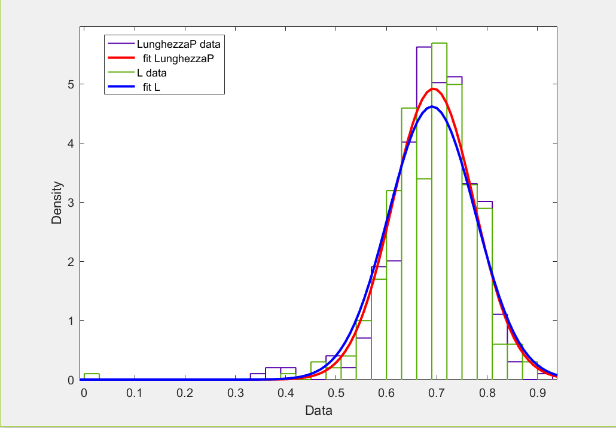 LunghezzaP data
fit LunghezzaP
L data
fit L
5
4
3
2
1
0
Density
0 0.1 0.2 0.3 0.4 0.5 0.6 0.7 0.8 0.9
Data